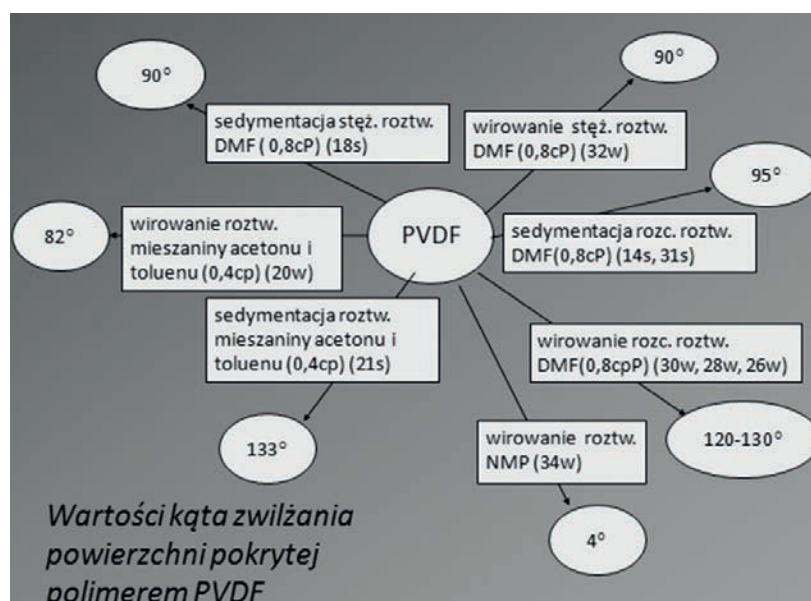 90°
90°
sedymentacja stęż. roztw.
DMF ( 0,8cP) (18s)
wirowanie stęż. roztw.
DMF (0,8cP) (32w)
95°
82°
wirowanie roztw.
mieszaniny acetonu i
toluenu (0,4cp) (20w)
PVDF
sedymentacja rozc. roztw.
DMF(0,8cP) (14s, 31s)
sedymentacja roztw.
mieszaniny acetonu i
toluenu (0,4cp) (21s)
wirowanie rozc. roztw.
DMF(0,8cpP) (30w, 28w, 26w)
133°
wirowanie roztw.
NMP (34w)
120-130°
4°
Wartości kąta zwilżania
powierzchni pokrytej
polimerem PVDF